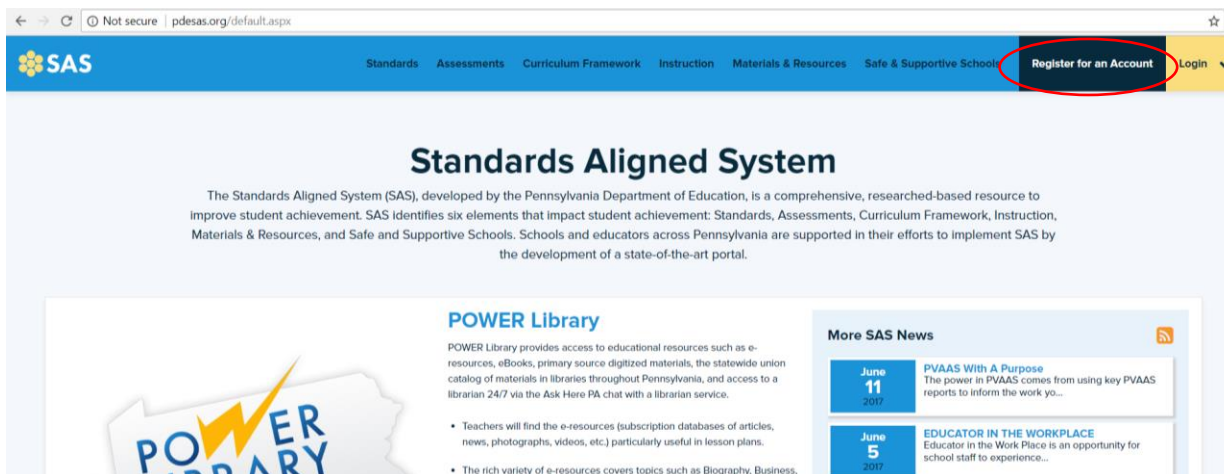 Not secure | pdesas.org/default.aspx
SAS
Standards Assessments Curriculum Framework Instruction Materials & Resources Safe & Supportive Schools Register for an Account Login
Standards Aligned System
The Standards Aligned System (SAS), developed by the Pennsylvania Department of Education, is a comprehensive, researched-based resource to
improve student achievement. SAS identifies six elements that impact student achievement: Standards, Assessments, Curriculum Framework, Instruction,
Materials & Resources, and Safe and Supportive Schools. Schools and educators across Pennsylvania are supported in their efforts to implement SAS by
the development of a state-of-the-art portal.
POWER
LIBRARY
POWER Library
POWER Library provides access to educational resources such as e-
resources, eBooks, primary source digitized materials, the statewide union
catalog of materials in libraries throughout Pennsylvania, and access to a
librarian 24/7 via the Ask Here PA chat with a librarian service.
• Teachers will find the e-resources (subscription databases of articles,
news, photographs, videos, etc.) particularly useful in lesson plans.
• The rich variety of e-resources covers topics such as Biography, Business,
More SAS News
June
11
2017
PVAAS With A Purpose
The power in PVAAS comes from using key PVAAS
reports to inform the work yo...
June
5
2017
EDUCATOR IN THE WORKPLACE
Educator in the Work Place is an opportunity for
school staff to experience...